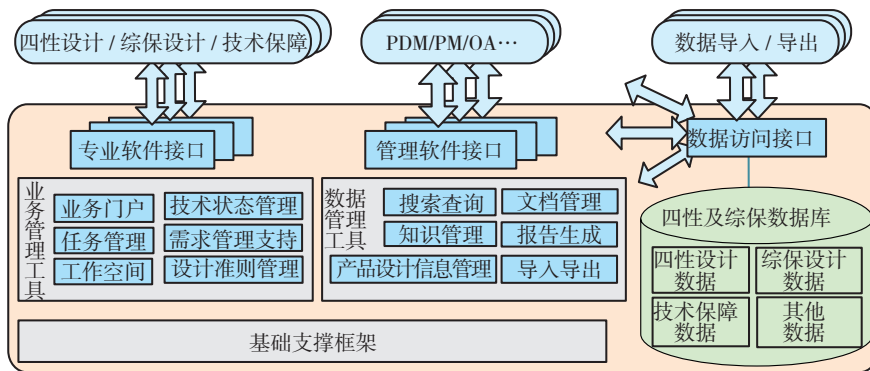 四性设计 / 综保设计 / 技术保障
PDM/PM/OA…
数据导入 / 导出
专业软件接口
管理软件接口
数据访问接口
业务管理工具
业务门户
技术状态管理
任务管理
需求管理支持
工作空间
设计准则管理
数据
管理
工具
搜索查询
文档管理
知识管理
报告生成
产品设计信息管理
导入导出
四性及综保数据库
四性设计
数据
综保设计
数据
技术保障
数据
其他
数据
基础支撑框架